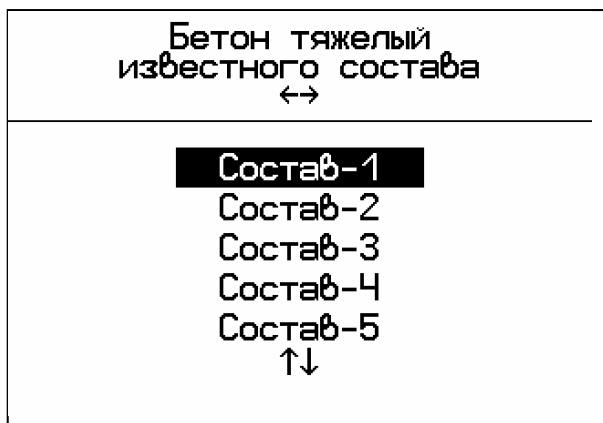 Бетон тяжелый
известного состава
←→
Состав-1
Состав-2
Состав-3
Состав-4
Состав-5
↑↓